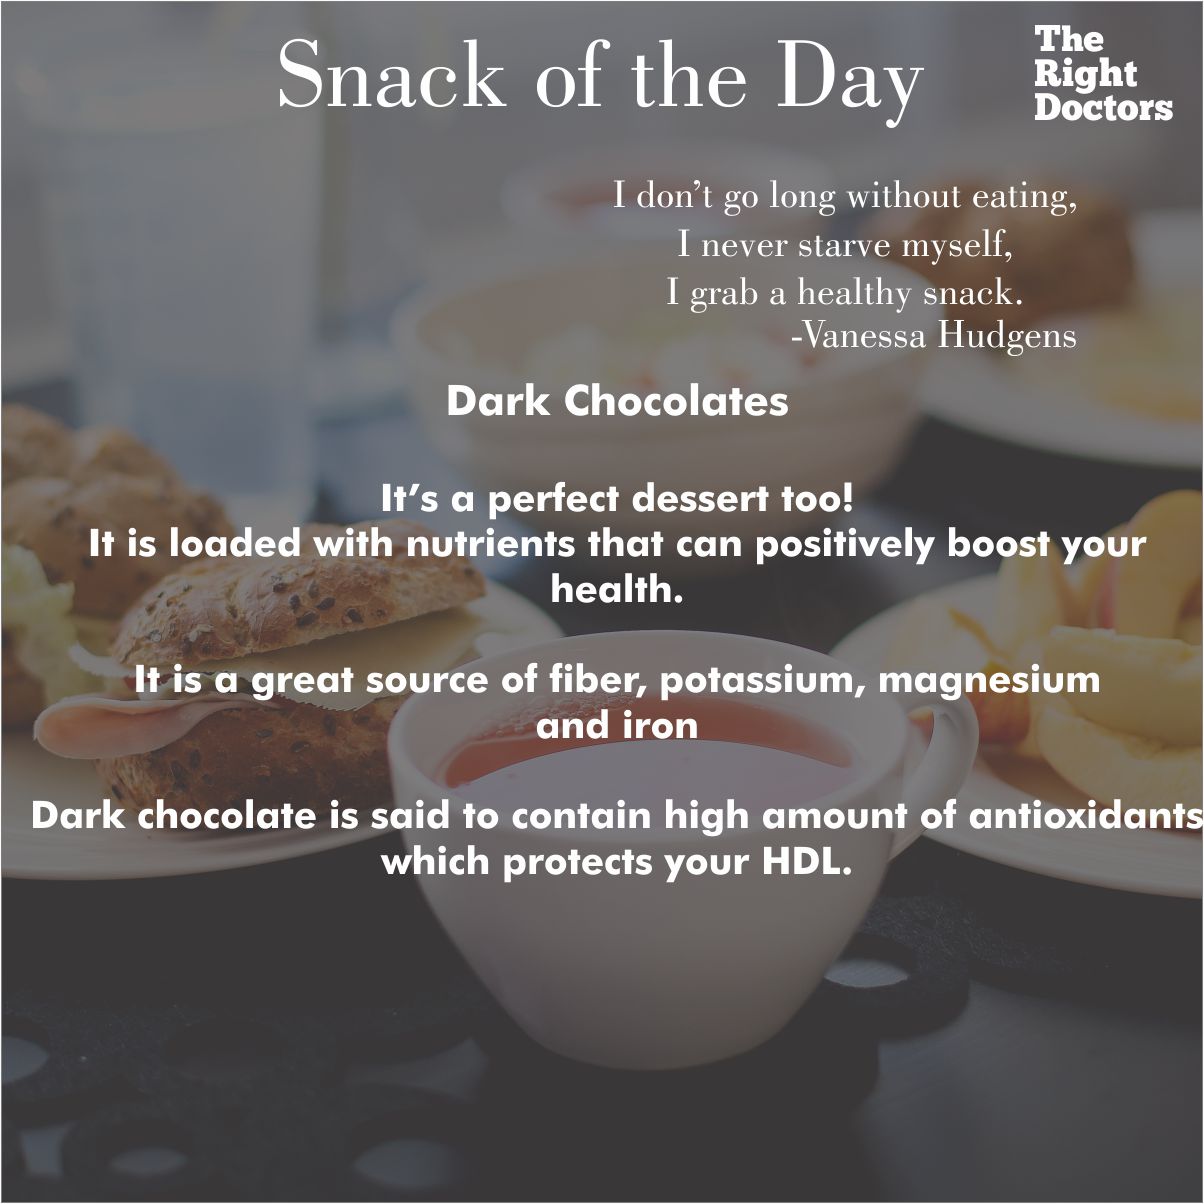 Snack of the Day
The
Right
Doctors
I don't go long without eating,
I never starve myself,
I grab a healthy snack.
-Vanessa Hudgens
Dark Chocolates
It's a perfect dessert too!
It is loaded with nutrients that can positively boost your
health.
It is a great source of fiber, potassium, magnesium
and iron
Dark chocolate is said to contain high amount of antioxidants
which protects your HDL.